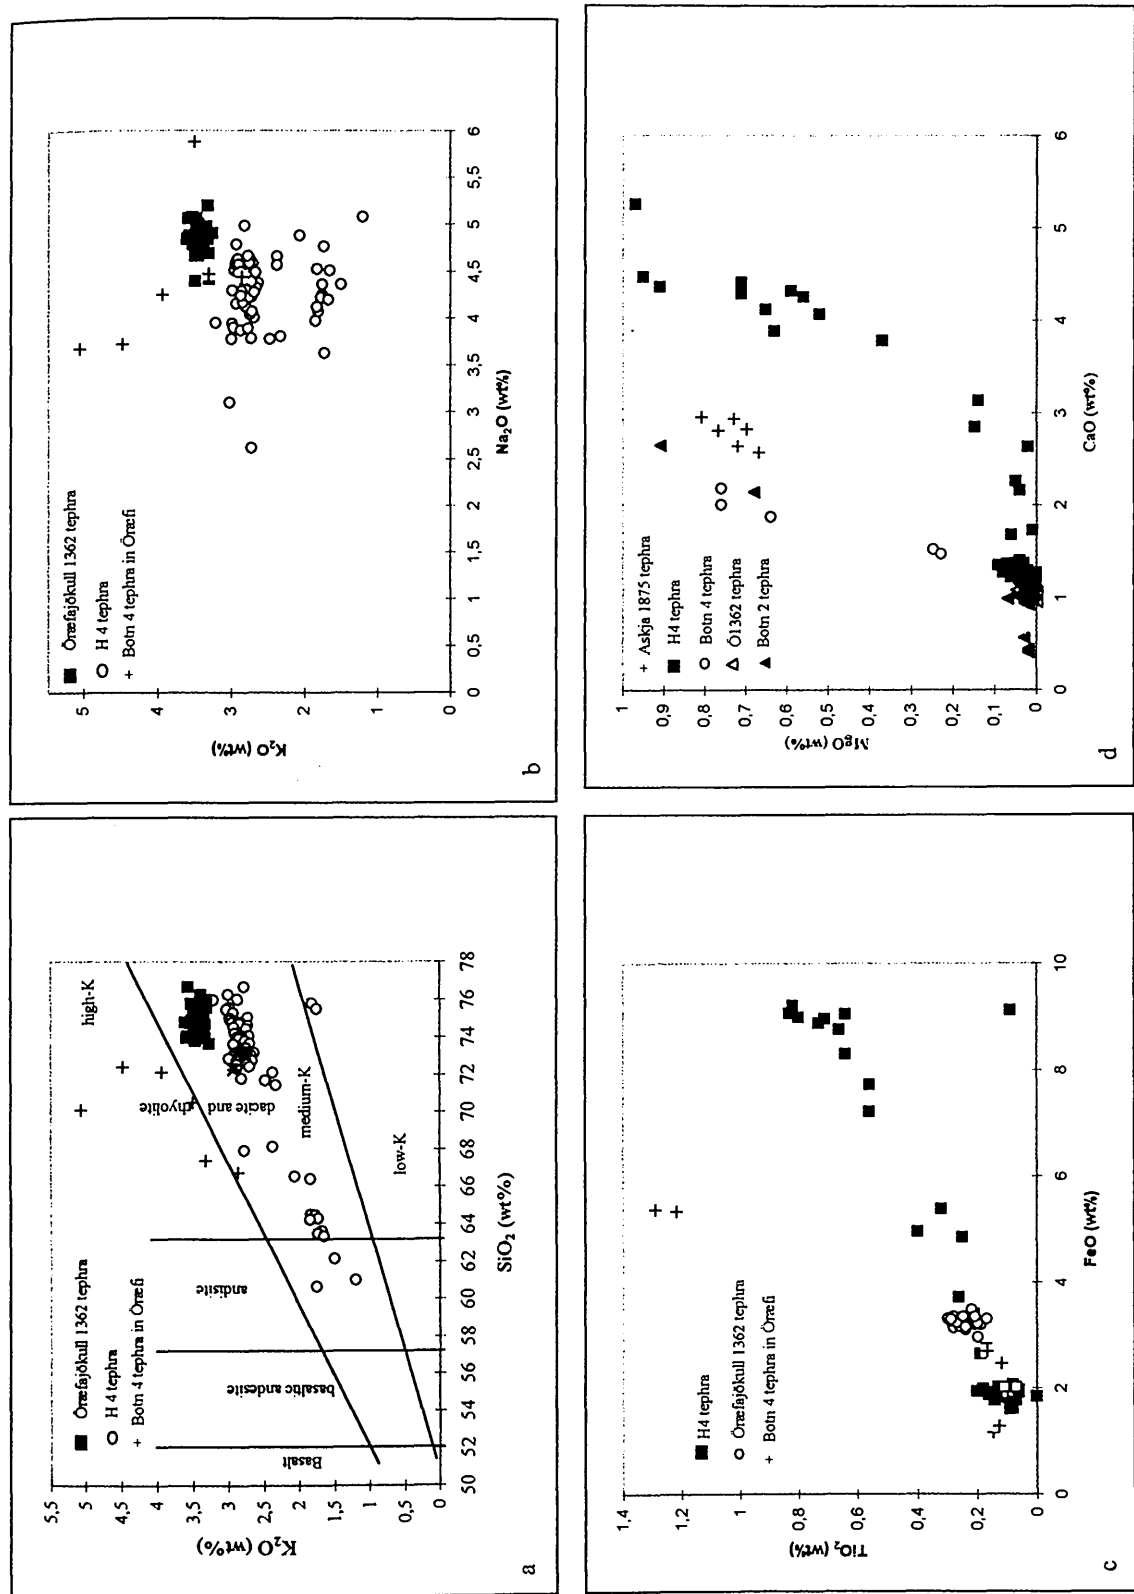 a
5,5
5
4,5
4
3,5
3
2,5
2
1,5
1
0,5
0
K₂O (wt%)
■ Öræfajökull 1362 tephra
○ H 4 tephra
+ Botn 4 tephra in Öræfi
Basalt
basaltic andesite
andisite
dacite and
rhyolite
high-K
medium-K
low-K
50
52
54
56
58
60
62
64
66
68
70
72
74
76
78
SiO₂ (wt%)
b
5
4
3
2
1
0
K₂O (wt%)
■ Öræfajökull 1362 tephra
○ H 4 tephra
+ Botn 4 tephra in Öræfi
0
0,5
1
1,5
2
2,5
3
3,5
4
4,5
5
5,5
6
Na₂O (wt%)
c
1,4
1,2
1
0,8
0,6
0,4
0,2
0
TiO₂ (wt%)
■ H4 tephra
○ Öræfajökull 1362 tephra
+ Botn 4 tephra in Öræfi
0
2
4
6
8
10
FeO (wt%)
d
1
0,9
0,8
0,7
0,6
0,5
0,4
0,3
0,2
0,1
0
MgO (wt%)
+ Askja 1875 tephra
■ H4 tephra
○ Botn 4 tephra
△ Ö1362 tephra
▲ Botn 2 tephra
0
1
2
3
4
5
6
CaO (wt%)